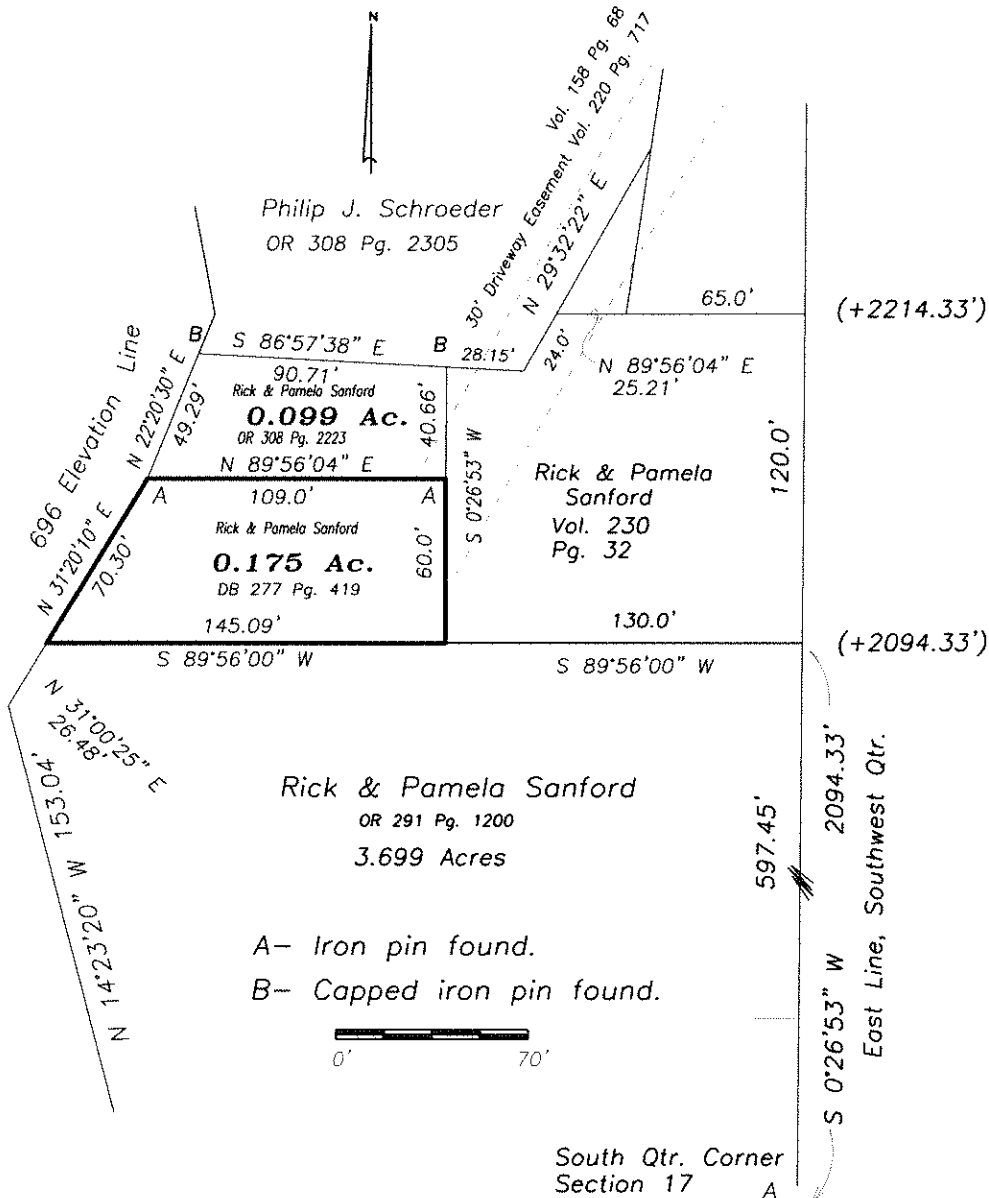 N
Vol. 158 Pg. 68
30' Driveway Easement Vol. 220 Pg. 717
N 29°32'22" E
Philip J. Schroeder
OR 308 Pg. 2305
65.0'
(+2214.33')
696 Elevation Line
B
S 86°57'38" E
B
28.15'
24.0'
N 89°56'04" E
25.21'
N 22°20'30" E
49.29'
90.71'
Rick & Pamela Sanford
0.099 Ac.
OR 308 Pg. 2223
40.66'
N 89°56'04" E
S 0°26'53" W
Rick & Pamela
Sanford
Vol. 230
Pg. 32
120.0'
A
109.0'
A
N 31°20'10" E
70.30'
Rick & Pamela Sanford
0.175 Ac.
DB 277 Pg. 419
60.0'
145.09'
130.0'
(+2094.33')
S 89°56'00" W
S 89°56'00" W
N 31°00'25" E
26.48'
N 14°23'20" W 153.04'
Rick & Pamela Sanford
OR 291 Pg. 1200
3.699 Acres
597.45'
2094.33'
S 0°26'53" W
East Line, Southwest Qtr.
A- Iron pin found.
B- Capped iron pin found.
0'
70'
South Qtr. Corner
Section 17
A